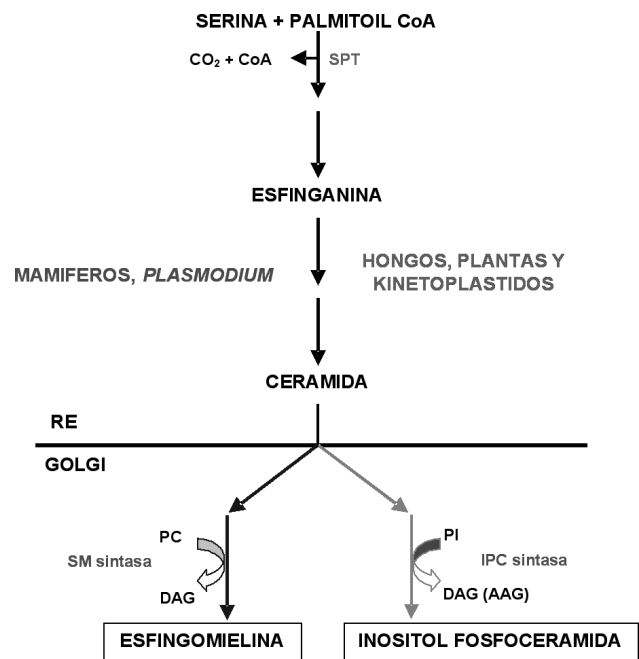 SERINA + PALMITOIL CoA
CO₂ + CoA
SPT
ESFINGANINA
MAMIFEROS, PLASMODIUM
HONGOS, PLANTAS Y
KINETOPLASTIDOS
CERAMIDA
RE
GOLGI
PC
PI
SM sintasa
IPC sintasa
DAG
DAG (AAG)
ESFINGOMIELINA
INOSITOL FOSFOCERAMIDA